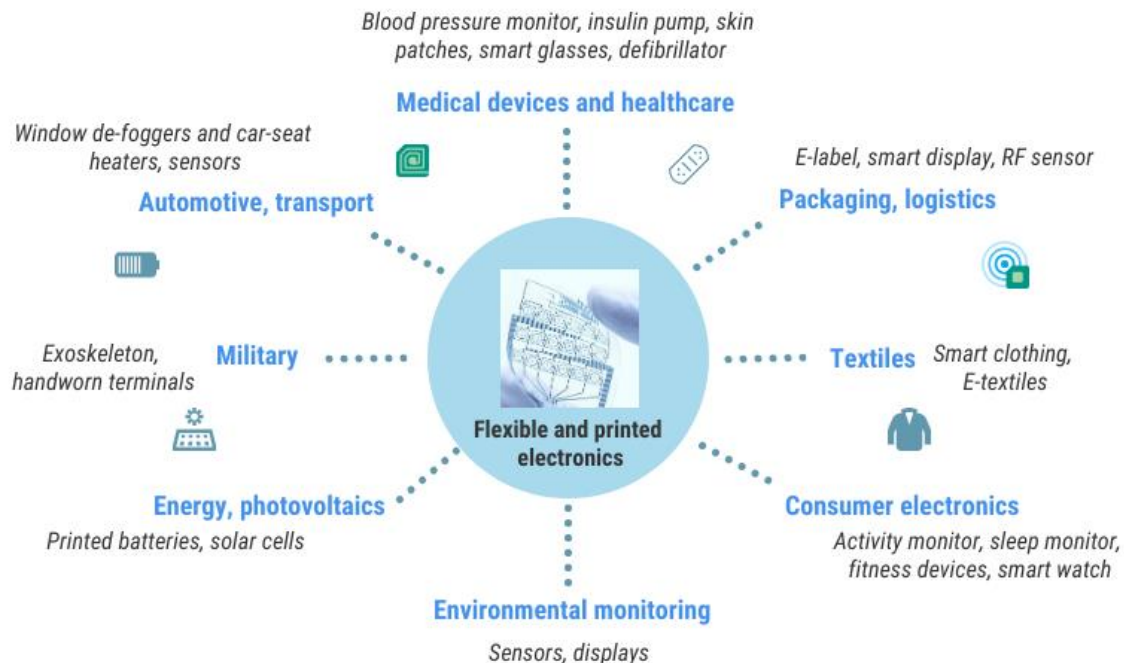 Blood pressure monitor, insulin pump, skin
patches, smart glasses, defibrillator
Medical devices and healthcare
Window de-foggers and car-seat
heaters, sensors
Automotive, transport
E-label, smart display, RF sensor
Packaging, logistics
Exoskeleton,
handworn terminals
Military
Textiles
Smart clothing,
E-textiles
Flexible and printed
electronics
Energy, photovoltaics
Printed batteries, solar cells
Consumer electronics
Activity monitor, sleep monitor,
fitness devices, smart watch
Environmental monitoring
Sensors, displays